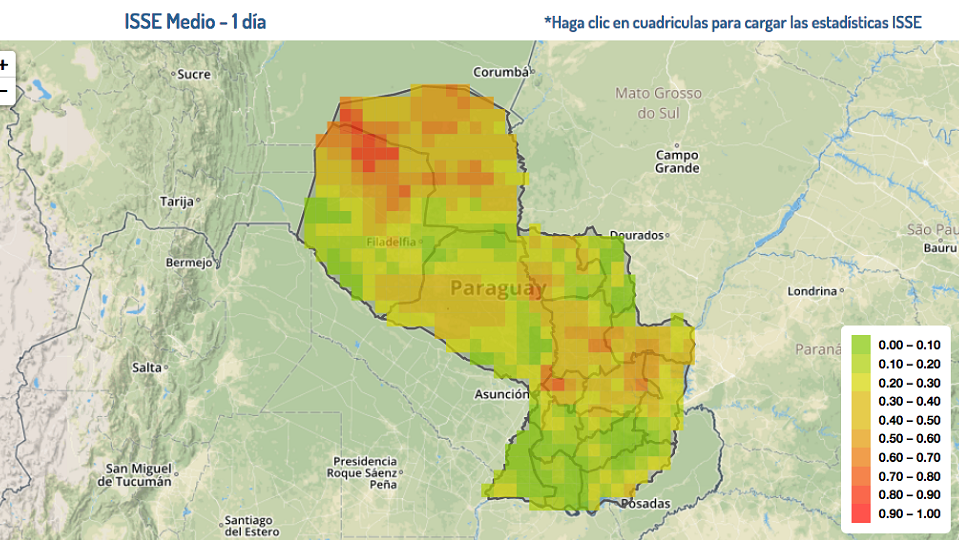 ISSE Medio – 1 día
*Haga clic en cuadriculas para cargar las estadísticas ISSE
+
−
Sucre
Corumbá
Mato Grosso
do Sul
Campo
Grande
Tarija
Dourados
São Pau
Bauru
Filadelfia
Bermejo
Paraguay
Londrina
Paraná
Salta
Asunción
San Miguel
de Tucumán
Presidencia
Roque Sáenz
Peña
Posadas
Santiago
del Estero
0.00 – 0.10
0.10 – 0.20
0.20 – 0.30
0.30 – 0.40
0.40 – 0.50
0.50 – 0.60
0.60 – 0.70
0.70 – 0.80
0.80 – 0.90
0.90 – 1.00